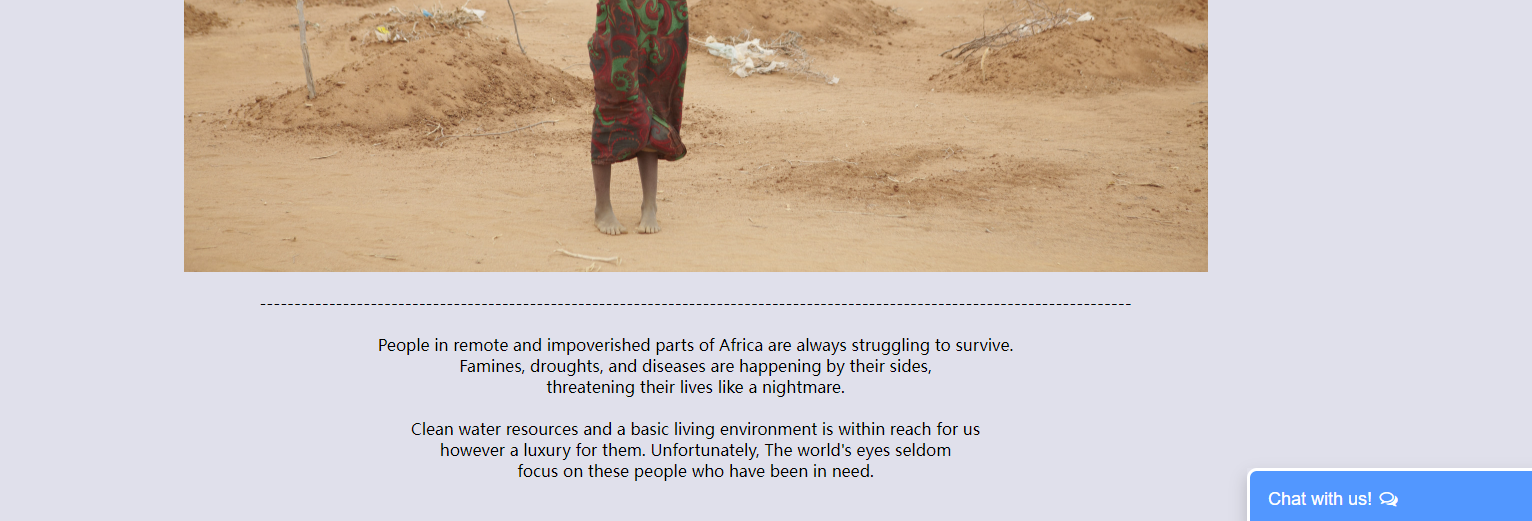 --------------------------------------------------------------------------------------------------------------------------------
People in remote and impoverished parts of Africa are always struggling to survive.
Famines, droughts, and diseases are happening by their sides,
threatening their lives like a nightmare.
Clean water resources and a basic living environment is within reach for us
however a luxury for them. Unfortunately, The world's eyes seldom
focus on these people who have been in need.
Chat with us!